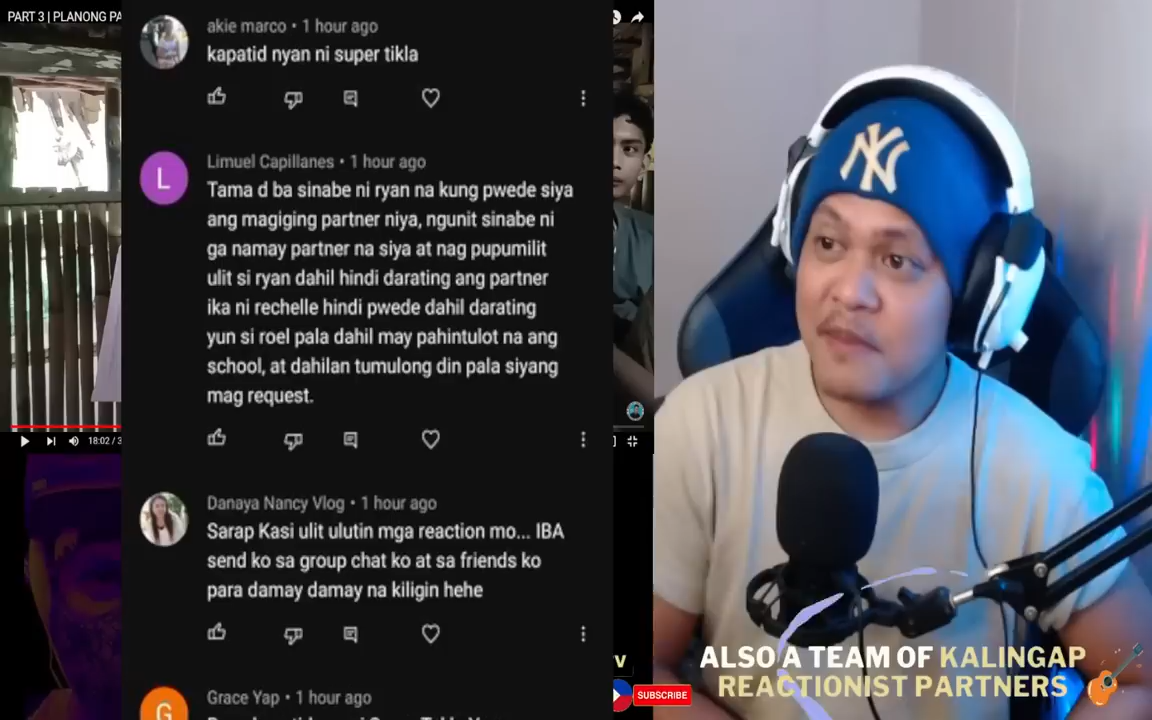 PART 3 | PLANONG PA
akie marco • 1 hour ago
kapatid nyan ni super tikla
L
Limuel Capillanes • 1 hour ago
Tama d ba sinabe ni ryan na kung pwede siya
ang magiging partner niya, ngunit sinabe ni
ga namay partner na siya at nag pupumilit
ulit si ryan dahil hindi darating ang partner
ika ni rechelle hindi pwede dahil darating
yun si roel pala dahil may pahintulot na ang
school, at dahilan tumulong din pala siyang
mag request.
18:02 / 3
Danaya Nancy Vlog • 1 hour ago
Sarap Kasi ulit ulutin mga reaction mo... IBA
send ko sa group chat ko at sa friends ko
para damay damay na kiligin hehe
G
Grace Yap • 1 hour ago
NY
ALSO A TEAM OF KALINGAP
REACTIONIST PARTNERS
SUBSCRIBE